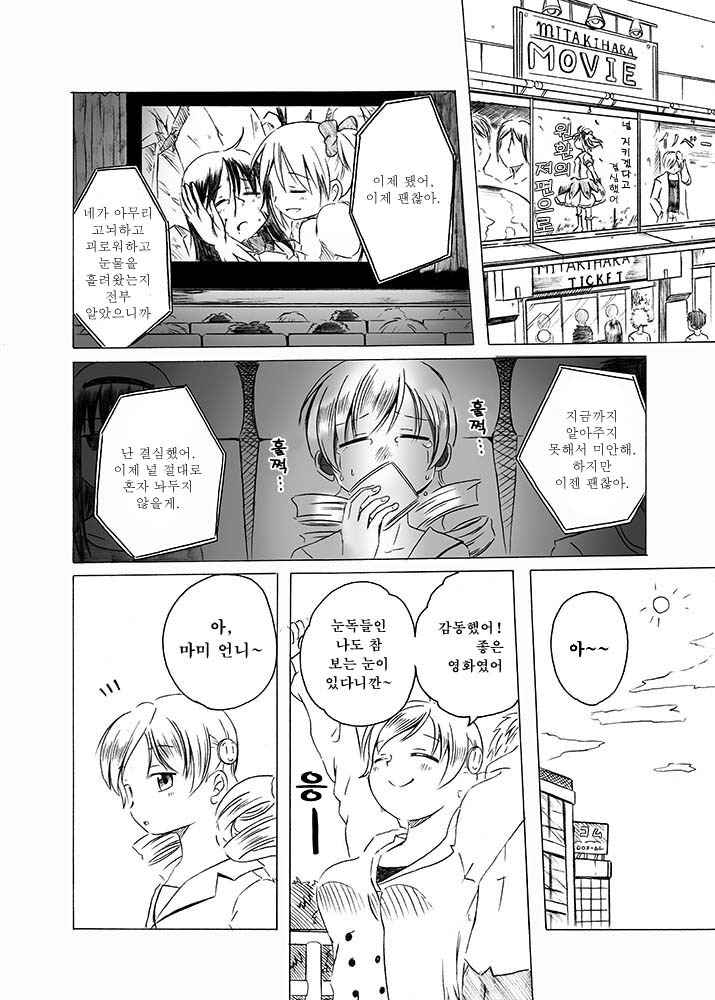 MITAKIHARA
MOVIE
3
4
널 지키겠다고
결심했어
원환의
저편으로
MITAKIHARA
TICKET
이제 됐어,
이제 괜찮아.
네가 아무리
고뇌하고
괴로워하고
눈물을
흘려왔는지
전부
알았으니까
지금까지
알아주지
못해서 미안해.
하지만
이젠 괜찮아.
훌쩍…
훌쩍…
난 결심했어.
이제 널 절대로
혼자 놔두지
않을게.
아~~
감동했어!
좋은
영화였어
눈독들인
나도 참
보는 눈이
있다니깐~
응ー
아,
마미 언니~